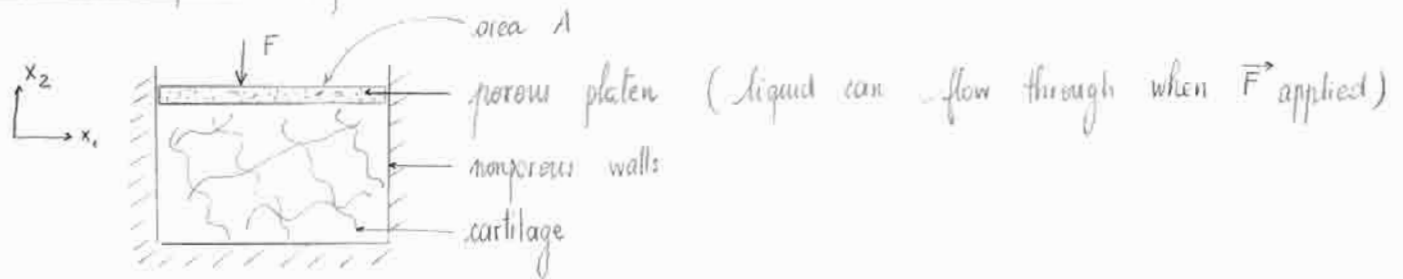 area A
F
x₂
porous platen (liquid can flow through when F⃗ applied)
x₁
nonporous walls
cartilage